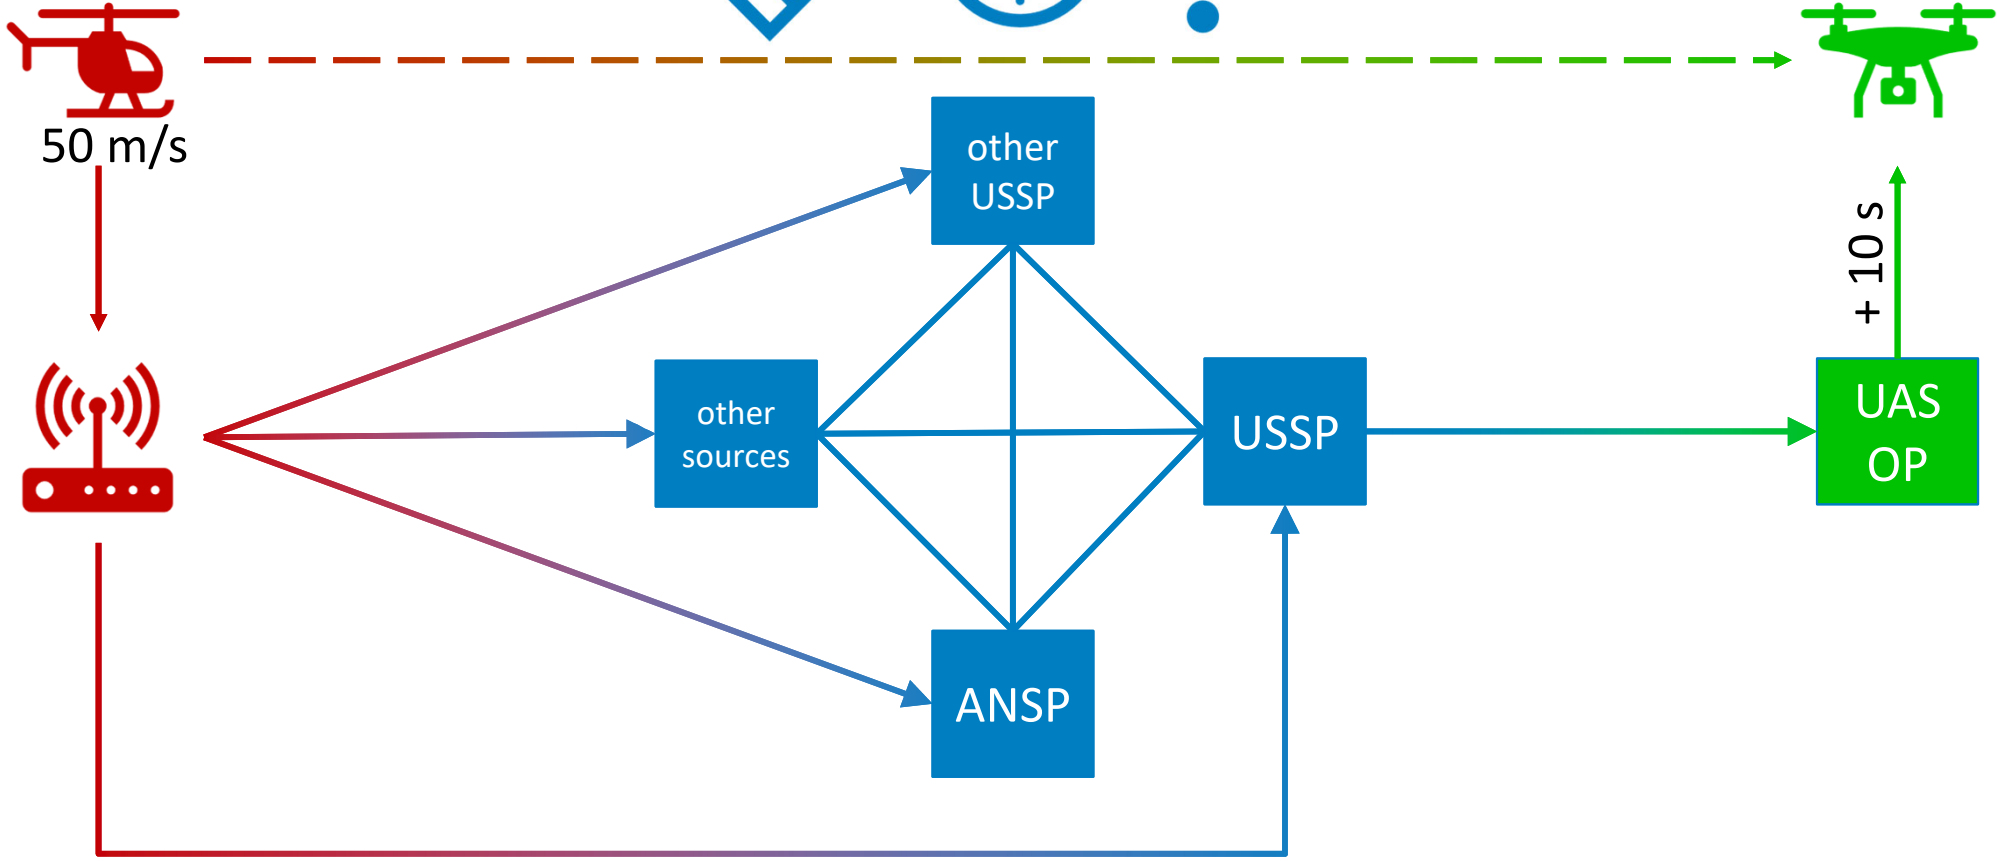 50 m/s
other
USSP
+ 10 s
other
sources
USSP
UAS
OP
ANSP